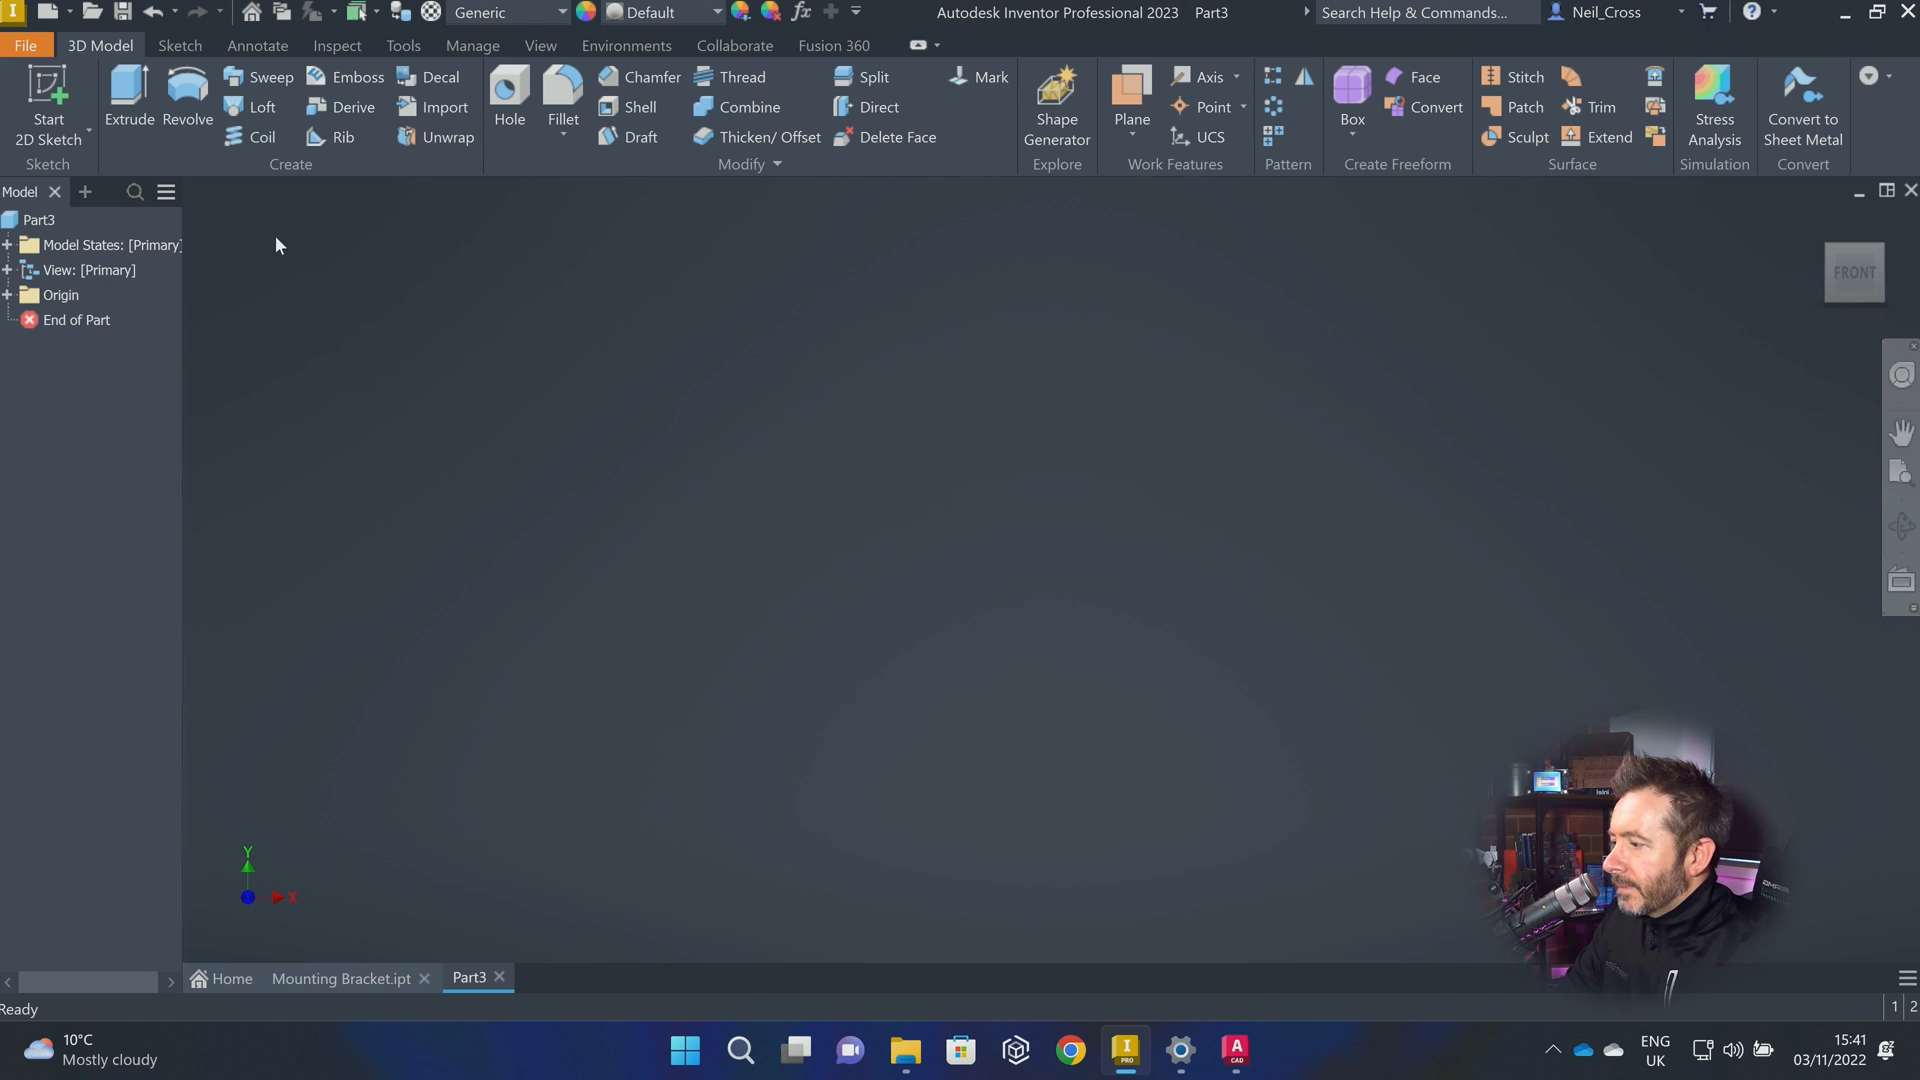 Generic
Default
Autodesk Inventor Professional 2023 Part3
Search Help & Commands...
Neil_Cross
File 3D Model Sketch Annotate Inspect Tools Manage View Environments Collaborate Fusion 360
Start
2D Sketch
Sketch
Extrude
Revolve
Sweep
Loft
Coil
Emboss
Derive
Rib
Decal
Import
Unwrap
Create
Hole
Fillet
Chamfer
Shell
Draft
Thread
Combine
Thicken/ Offset
Split
Direct
Delete Face
Mark
Modify
Shape
Generator
Explore
Plane
Axis
Point
UCS
Work Features
Pattern
Box
Face
Convert
Create Freeform
Stitch
Patch
Sculpt
Trim
Extend
Surface
Stress
Analysis
Simulation
Convert to
Sheet Metal
Convert
Model
Part3
Model States: [Primary]
View: [Primary]
Origin
End of Part
FRONT
Y
X
Home
Mounting Bracket.ipt
Part3
Ready
1 2
10°C
Mostly cloudy
I
PRO
A
CAD
ENG
UK
15:41
03/11/2022